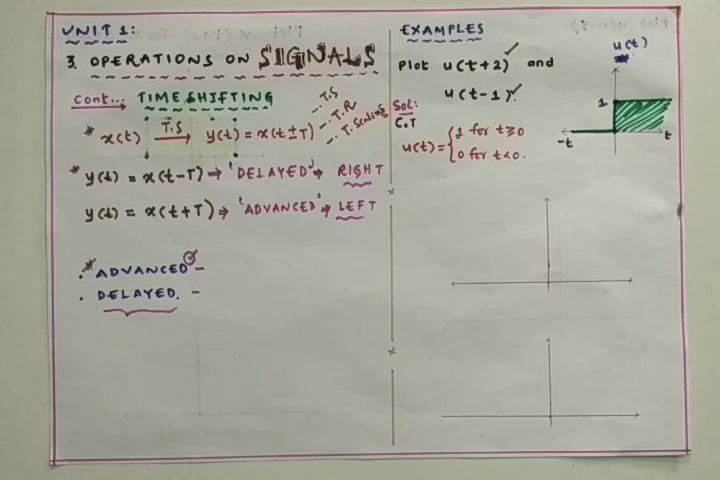 UNIT 1:
3. OPERATIONS ON SIGNALS
Cont... TIME SHIFTING
- T.S
- T.R
- T. Scaling
* x(t) T.S → y(t) = x(t ± T)
* y(t) = x(t-T) ⇒ 'DELAYED' ⇒ RIGHT
y(t) = x(t+T) ⇒ 'ADVANCED' ⇒ LEFT
* ADVANCED -
. DELAYED. -
EXAMPLES
Plot u(t+2) and
u(t-1).
Sol:
C.T
u(t) = { 1 for t ≥ 0
0 for t < 0.
u(t)
1
-t
t